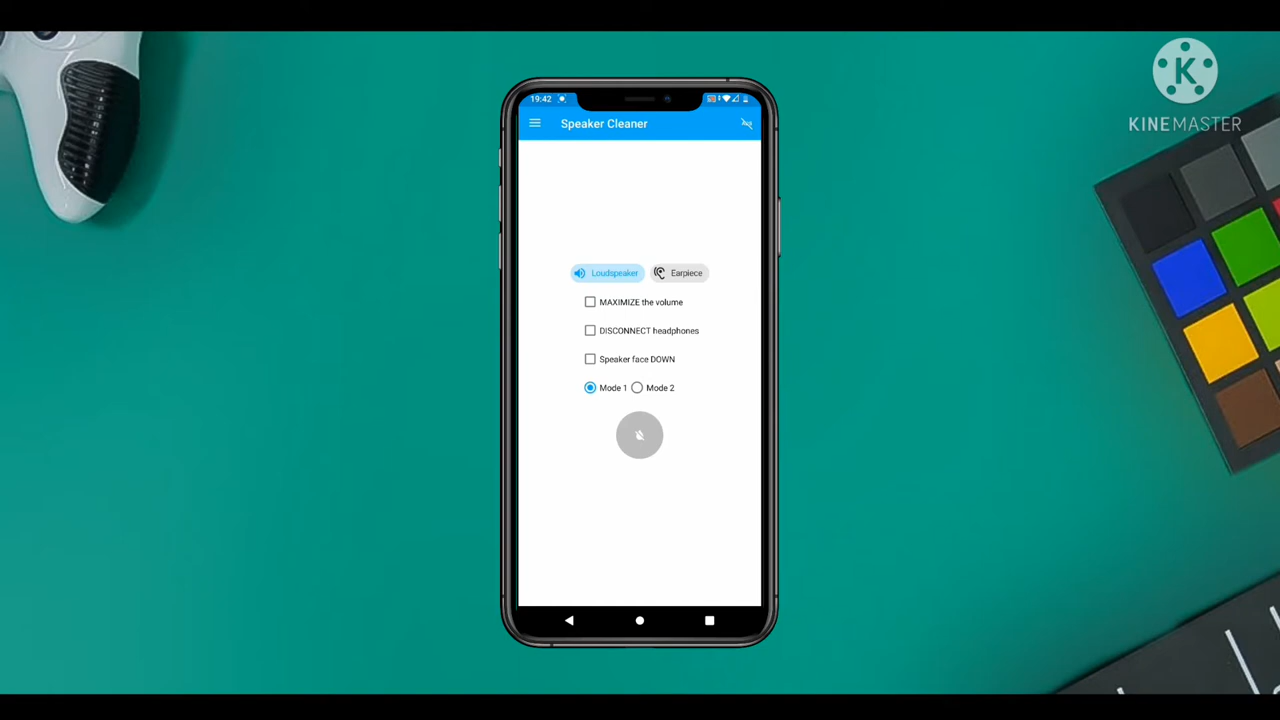 KINEMASTER
19:42
Speaker Cleaner
Loudspeaker Earpiece
MAXIMIZE the volume
DISCONNECT headphones
Speaker face DOWN
Mode 1 Mode 2